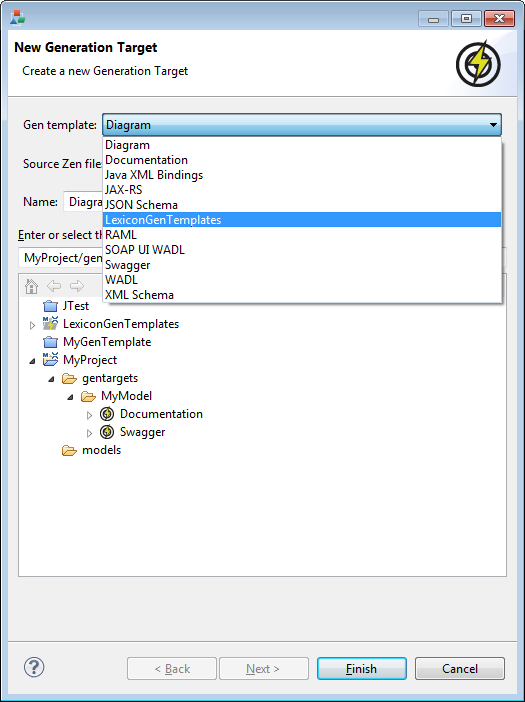 New Generation Target
Create a new Generation Target
Gen template: Diagram
Diagram
Documentation
Java XML Bindings
JAX-RS
JSON Schema
LexiconGenTemplates
RAML
SOAP UI WADL
Swagger
WADL
XML Schema
Source Zen file
Name: Diagra
Enter or select th
MyProject/gen
JTest
LexiconGenTemplates
MyGenTemplate
MyProject
gentargets
MyModel
Documentation
Swagger
models
< Back
Next >
Finish
Cancel